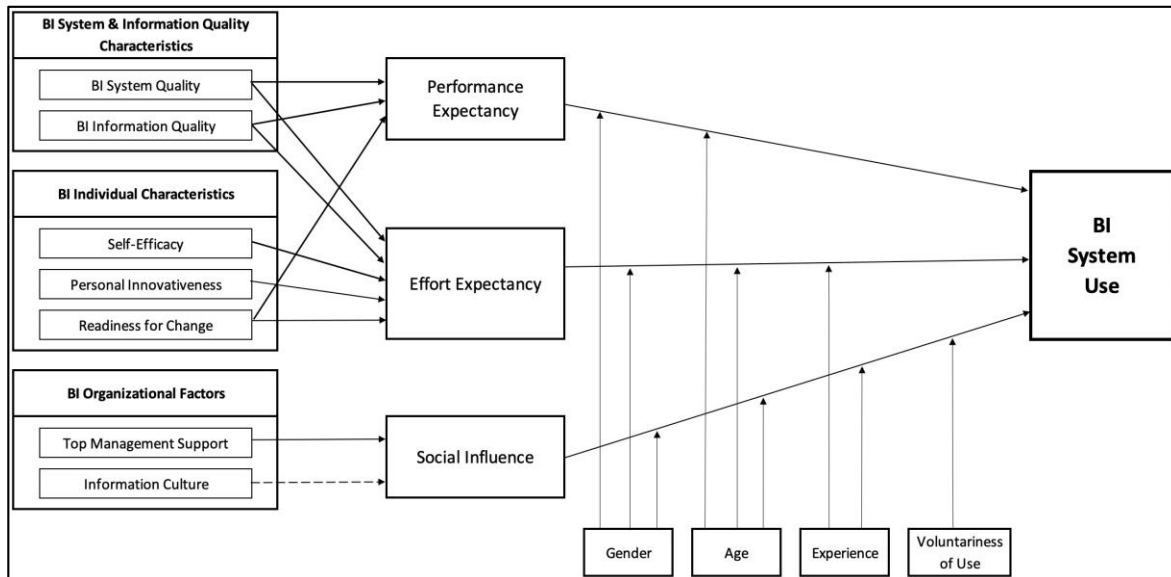 BI System & Information Quality
Characteristics
BI System Quality
BI Information Quality
BI Individual Characteristics
Self-Efficacy
Personal Innovativeness
Readiness for Change
BI Organizational Factors
Top Management Support
Information Culture
Performance
Expectancy
Effort Expectancy
Social Influence
Gender
Age
Experience
Voluntariness
of Use
BI
System
Use